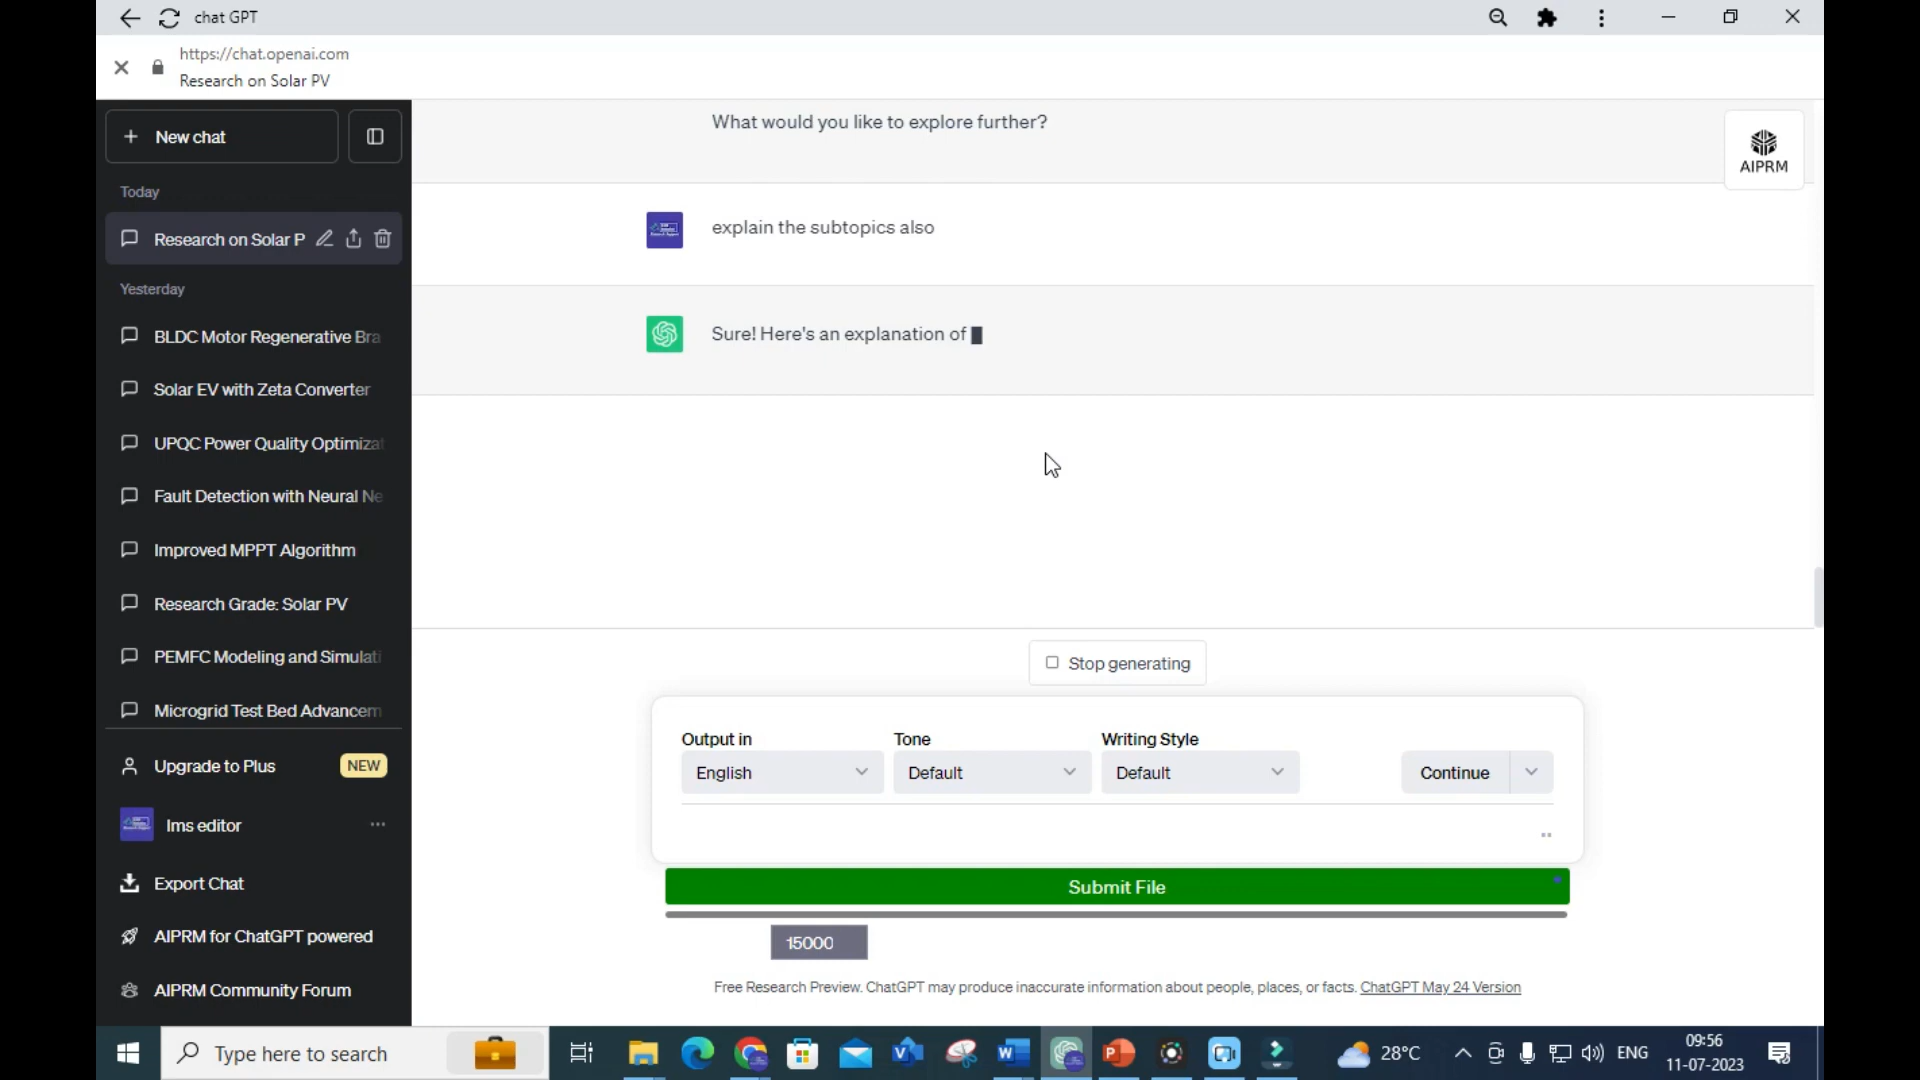 chat GPT
https://chat.openai.com
Research on Solar PV
New chat
Today
Research on Solar P
Yesterday
BLDC Motor Regenerative Bra
Solar EV with Zeta Converter
UPQC Power Quality Optimizat
Fault Detection with Neural Ne
Improved MPPT Algorithm
Research Grade: Solar PV
PEMFC Modeling and Simulati
Microgrid Test Bed Advancem
Upgrade to Plus
NEW
lms editor
Export Chat
AIPRM for ChatGPT powered
AIPRM Community Forum
What would you like to explore further?
AIPRM
explain the subtopics also
Sure! Here's an explanation of
Stop generating
Output in
Tone
Writing Style
English
Default
Default
Continue
Submit File
15000
Free Research Preview. ChatGPT may produce inaccurate information about people, places, or facts. ChatGPT May 24 Version
Type here to search
28°C
ENG
09:56
11-07-2023